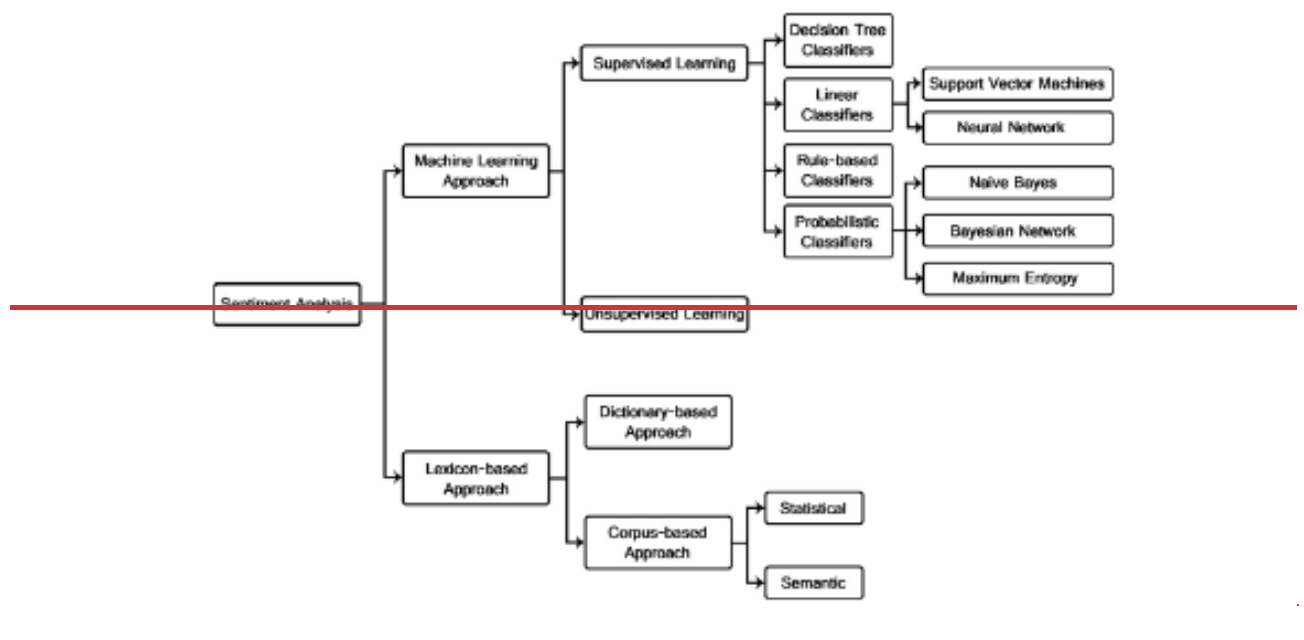 Decision Tree
Classifiers
Supervised Learning
Linear
Classifiers
Support Vector Machines
Neural Network
Machine Learning
Approach
Rule-based
Classifiers
Naive Bayes
Probabilistic
Classifiers
Bayesian Network
Maximum Entropy
Sentiment Analysis
Unsupervised Learning
Dictionary-based
Approach
Lexicon-based
Approach
Corpus-based
Approach
Statistical
Semantic